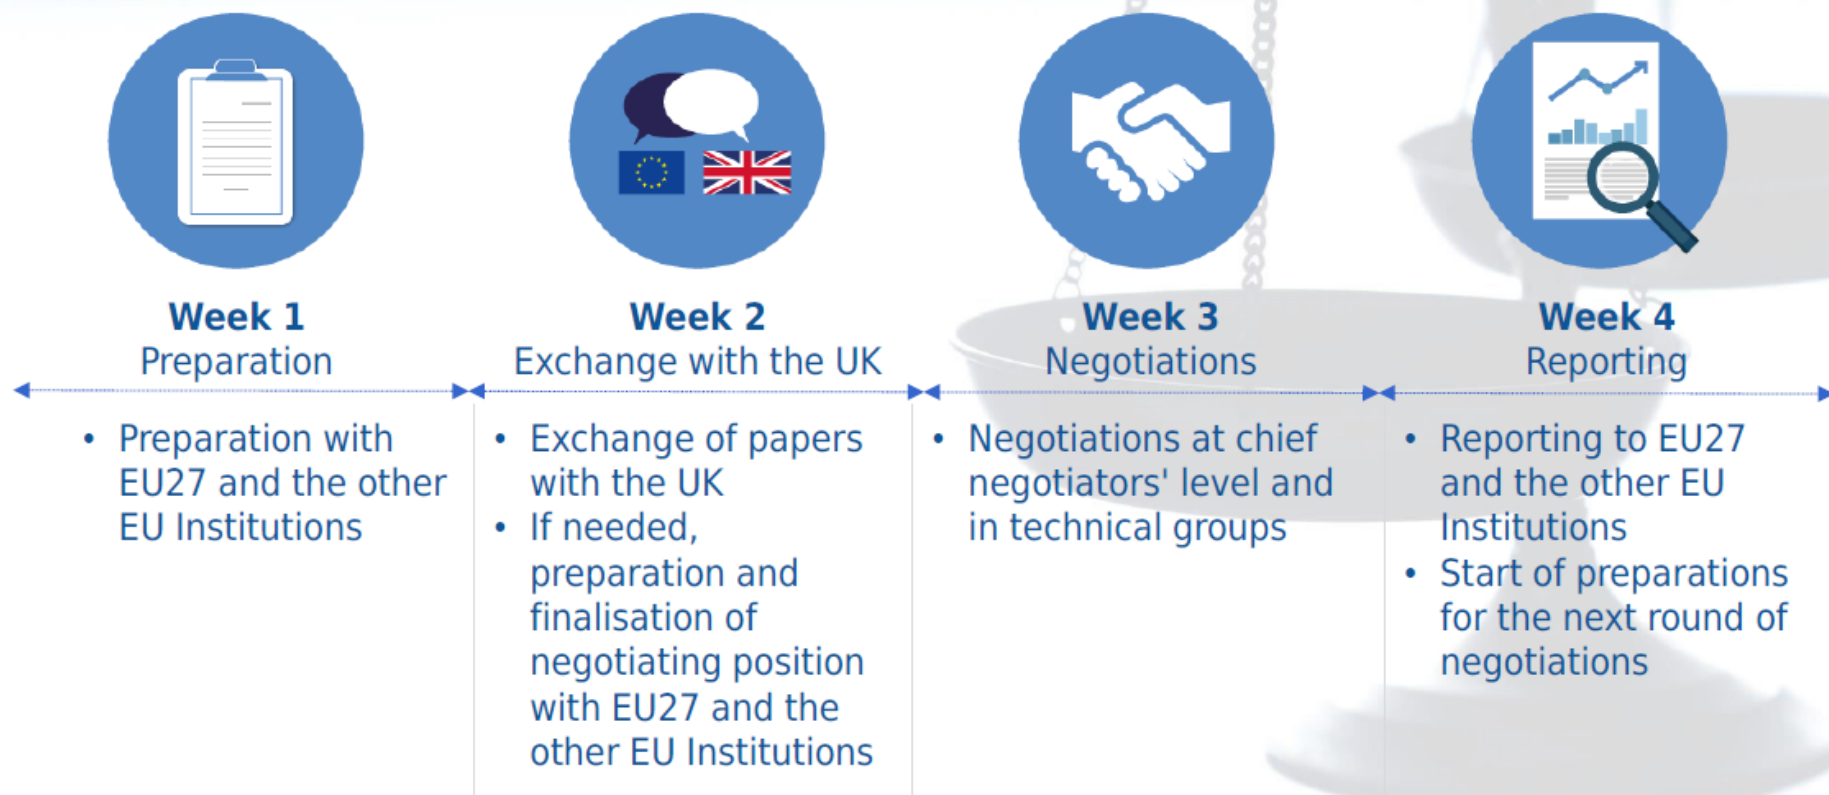 Week 1
Preparation
• Preparation with
EU27 and the other
EU Institutions
Week 2
Exchange with the UK
• Exchange of papers
with the UK
• If needed,
preparation and
finalisation of
negotiating position
with EU27 and the
other EU Institutions
Week 3
Negotiations
• Negotiations at chief
negotiators' level and
in technical groups
Week 4
Reporting
• Reporting to EU27
and the other EU
Institutions
• Start of preparations
for the next round of
negotiations